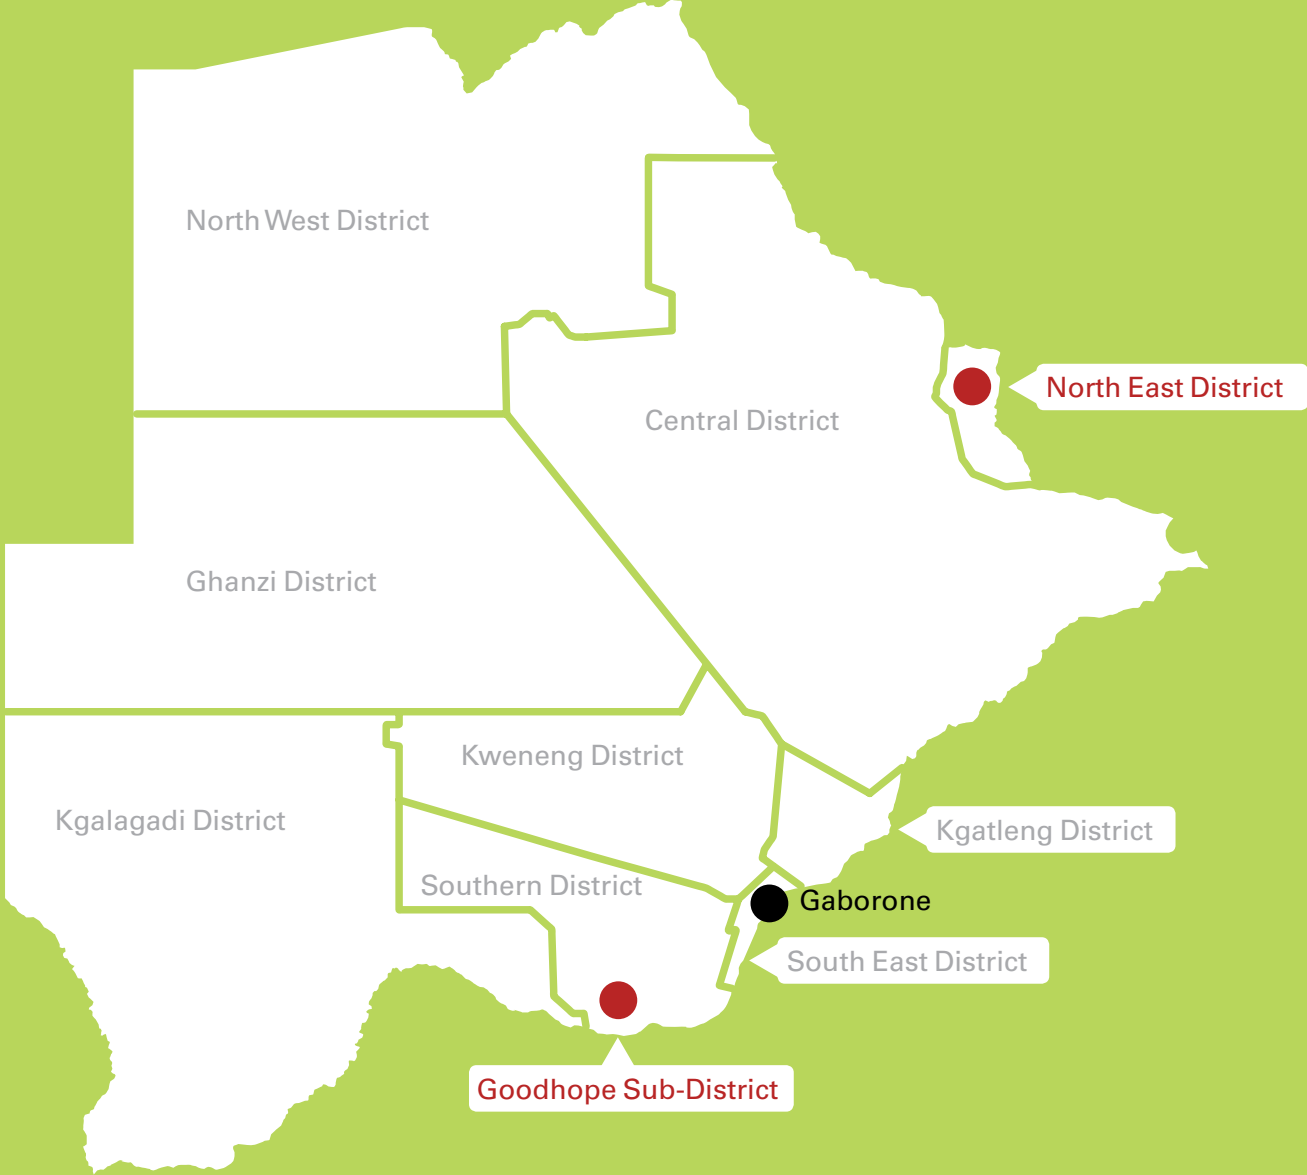 North West District
North East District
Central District
Ghanzi District
Kweneng District
Kgalagadi District
Kgatleng District
Southern District
Gaborone
South East District
Goodhope Sub-District